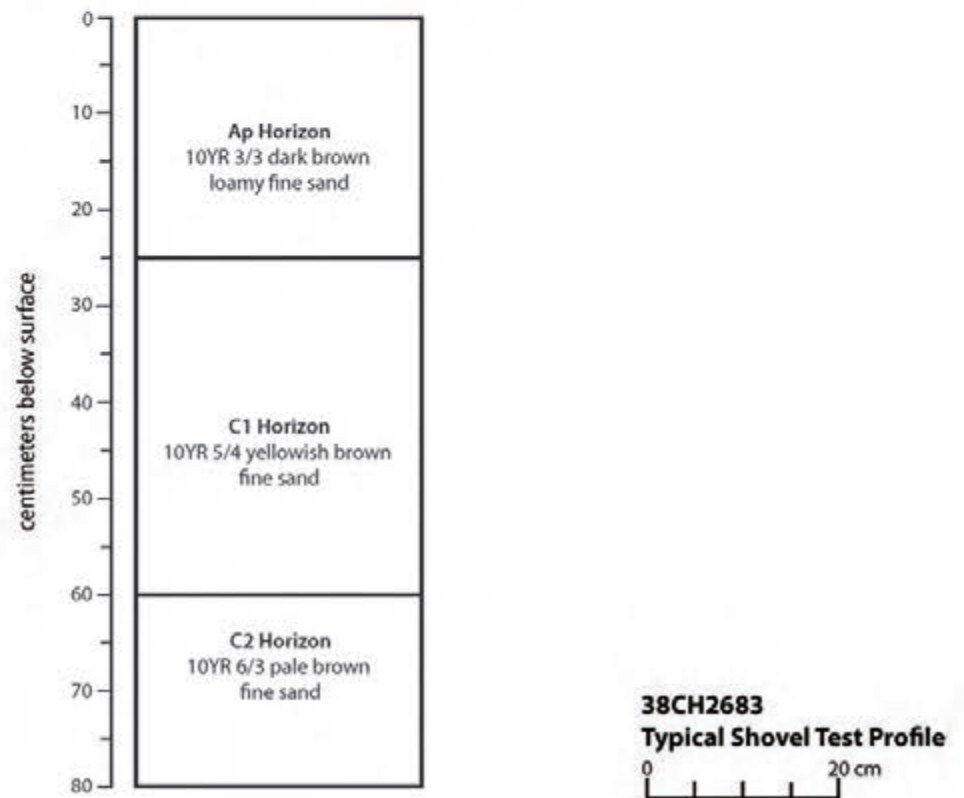 0
10
20
30
40
50
60
70
80
centimeters below surface
Ap Horizon
10YR 3/3 dark brown
loamy fine sand
C1 Horizon
10YR 5/4 yellowish brown
fine sand
C2 Horizon
10YR 6/3 pale brown
fine sand
38CH2683
Typical Shovel Test Profile
0 20 cm